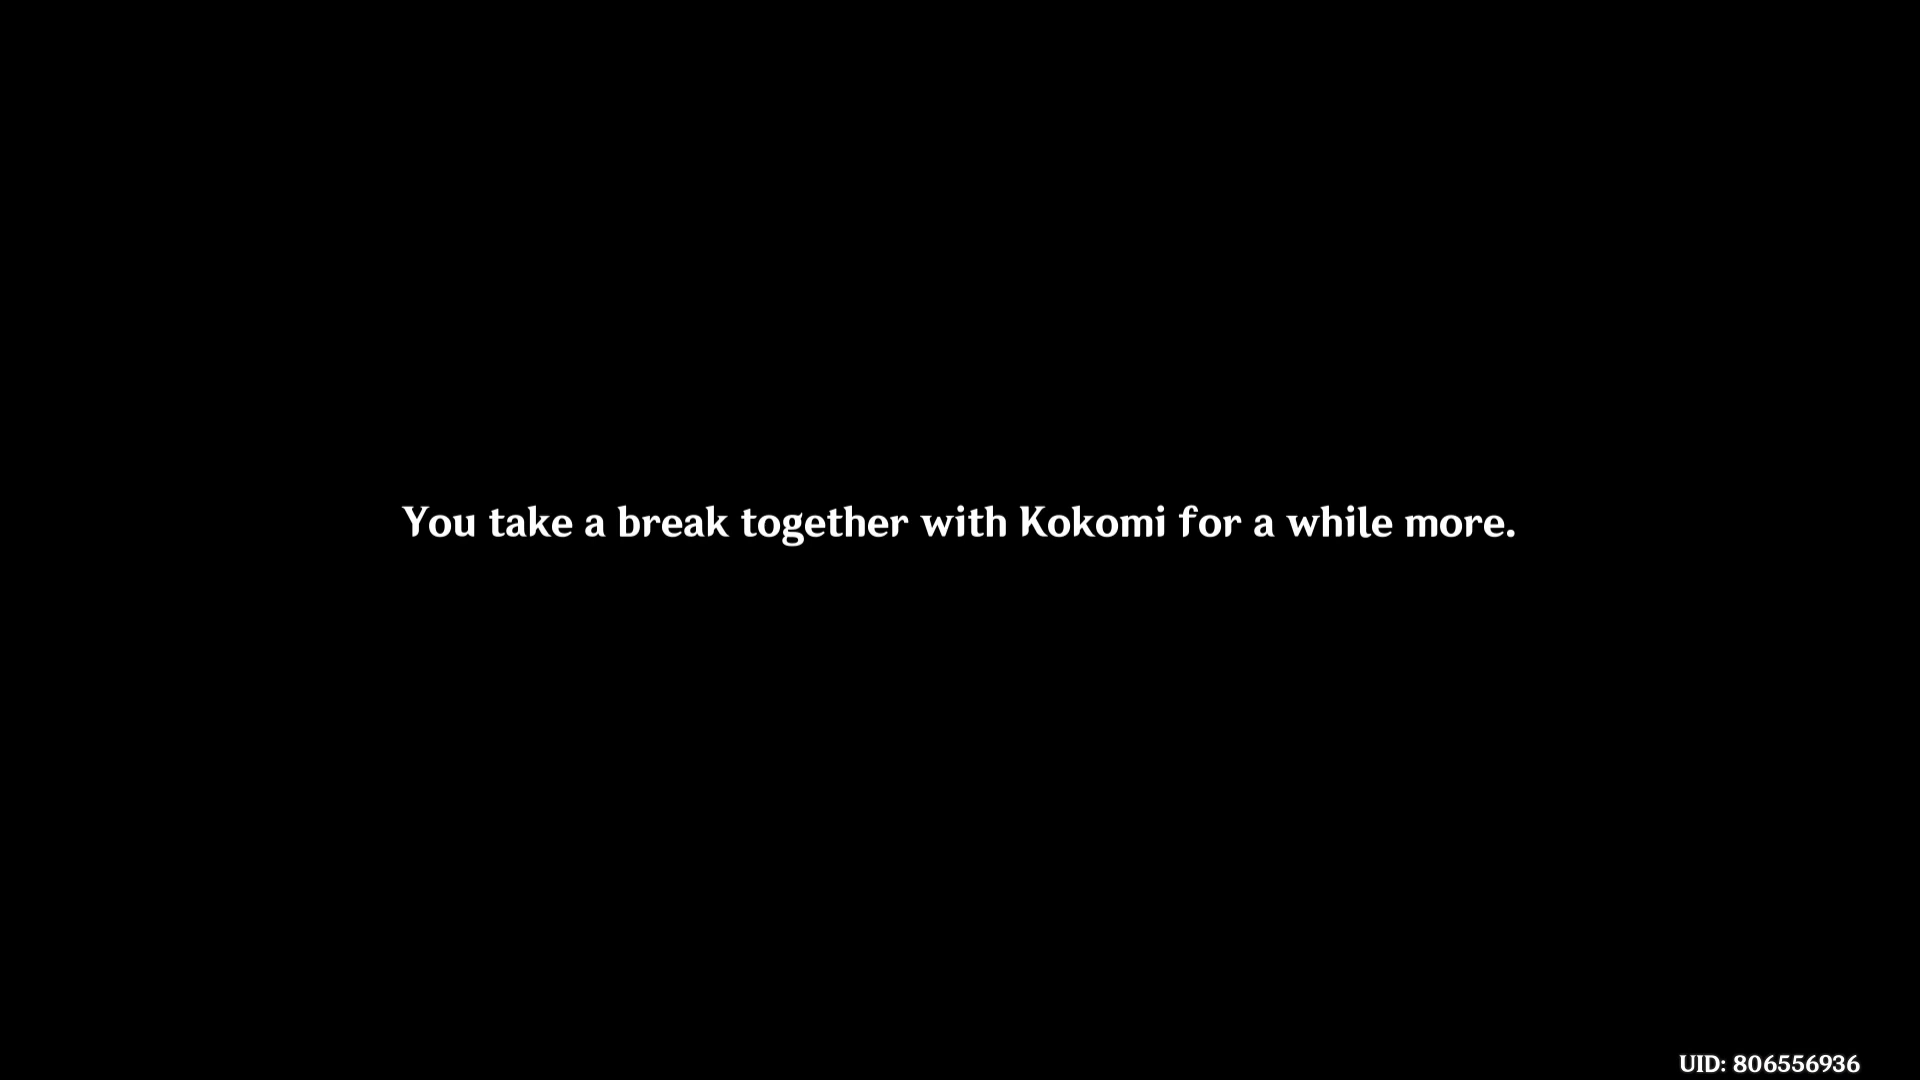 You take a break together with Kokomi for a while more.
UID: 806556936